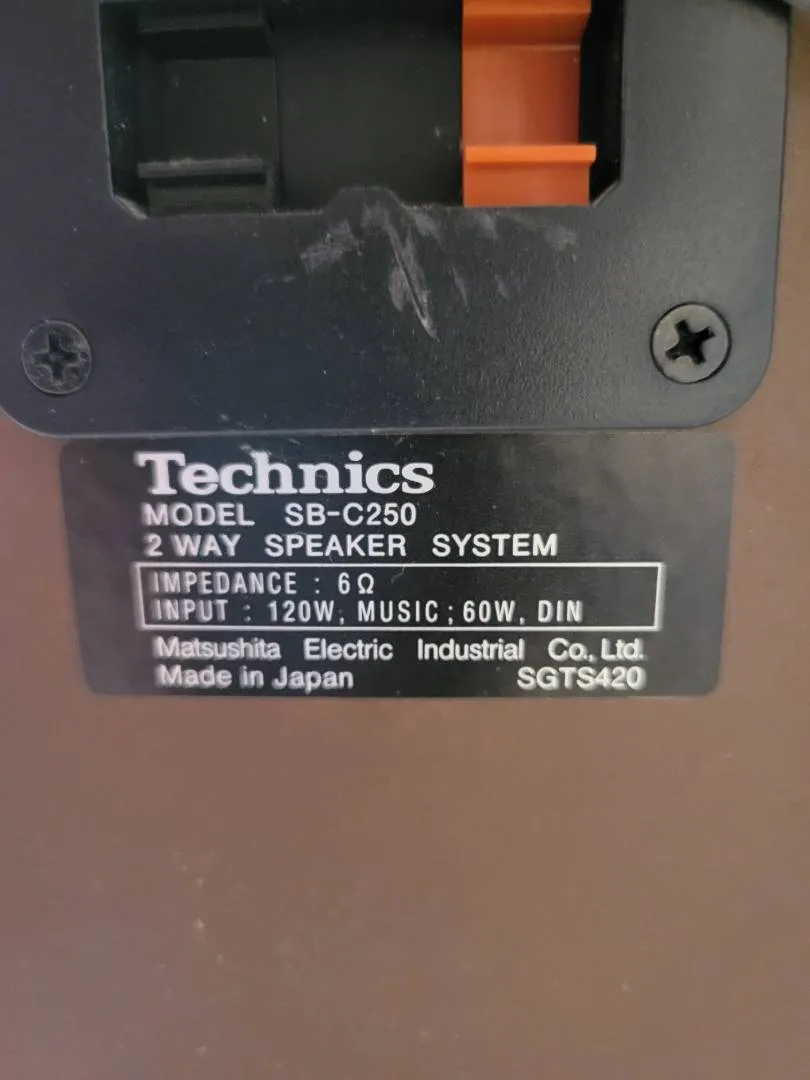 Technics
MODEL SB-C250
2 WAY SPEAKER SYSTEM
IMPEDANCE : 6Ω
INPUT : 120W, MUSIC ; 60W, DIN
Matsushita Electric Industrial Co., Ltd.
Made in Japan SGTS420